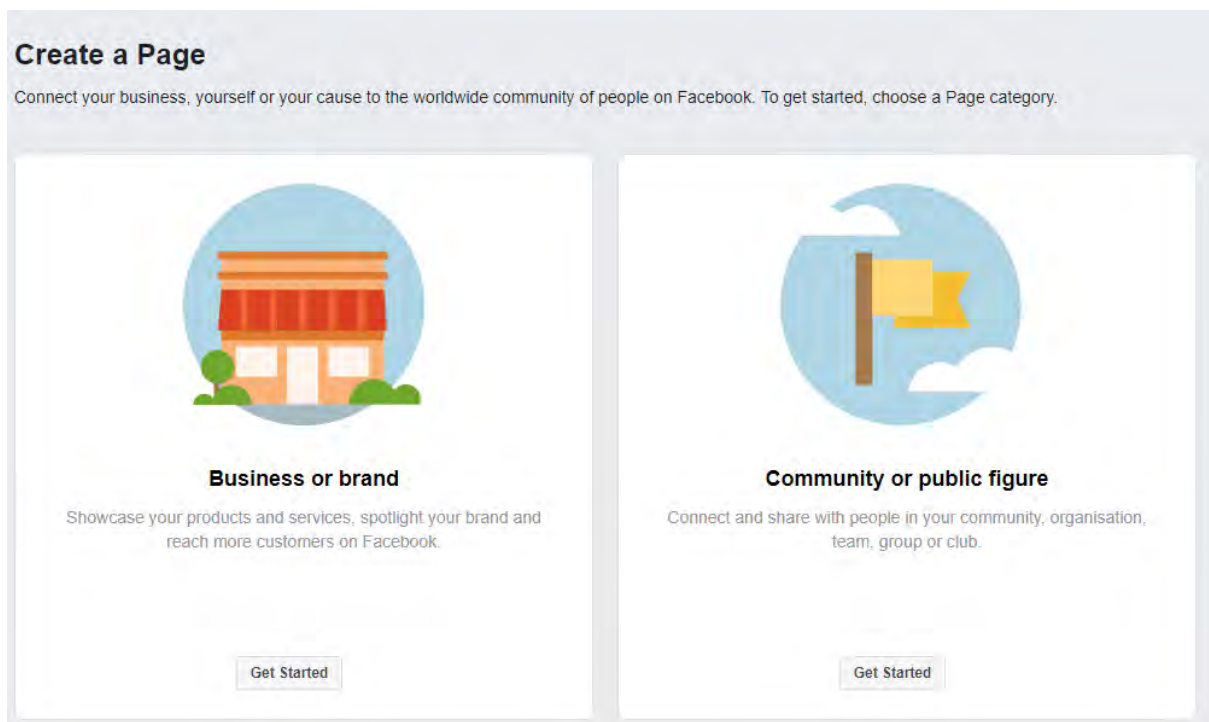 Create a Page
Connect your business, yourself or your cause to the worldwide community of people on Facebook. To get started, choose a Page category.
Business or brand
Showcase your products and services, spotlight your brand and
reach more customers on Facebook.
Get Started
Community or public figure
Connect and share with people in your community, organisation,
team, group or club.
Get Started